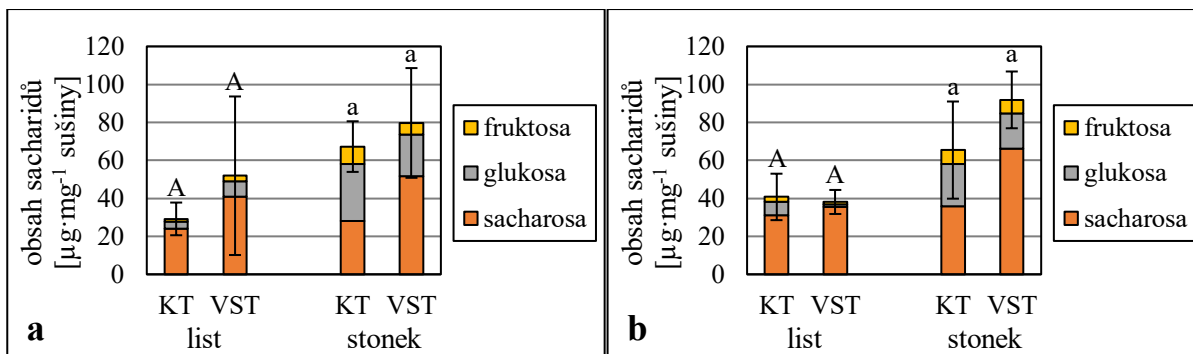 obsah sacharidů
[µg·mg⁻¹ sušiny]
120
100
80
60
40
20
0
A
A
a
a
KT
VST
KT
VST
list
stonek
fruktosa
glukosa
sacharosa
a
obsah sacharidů
[µg·mg⁻¹ sušiny]
120
100
80
60
40
20
0
A
A
a
a
KT
VST
KT
VST
list
stonek
fruktosa
glukosa
sacharosa
b